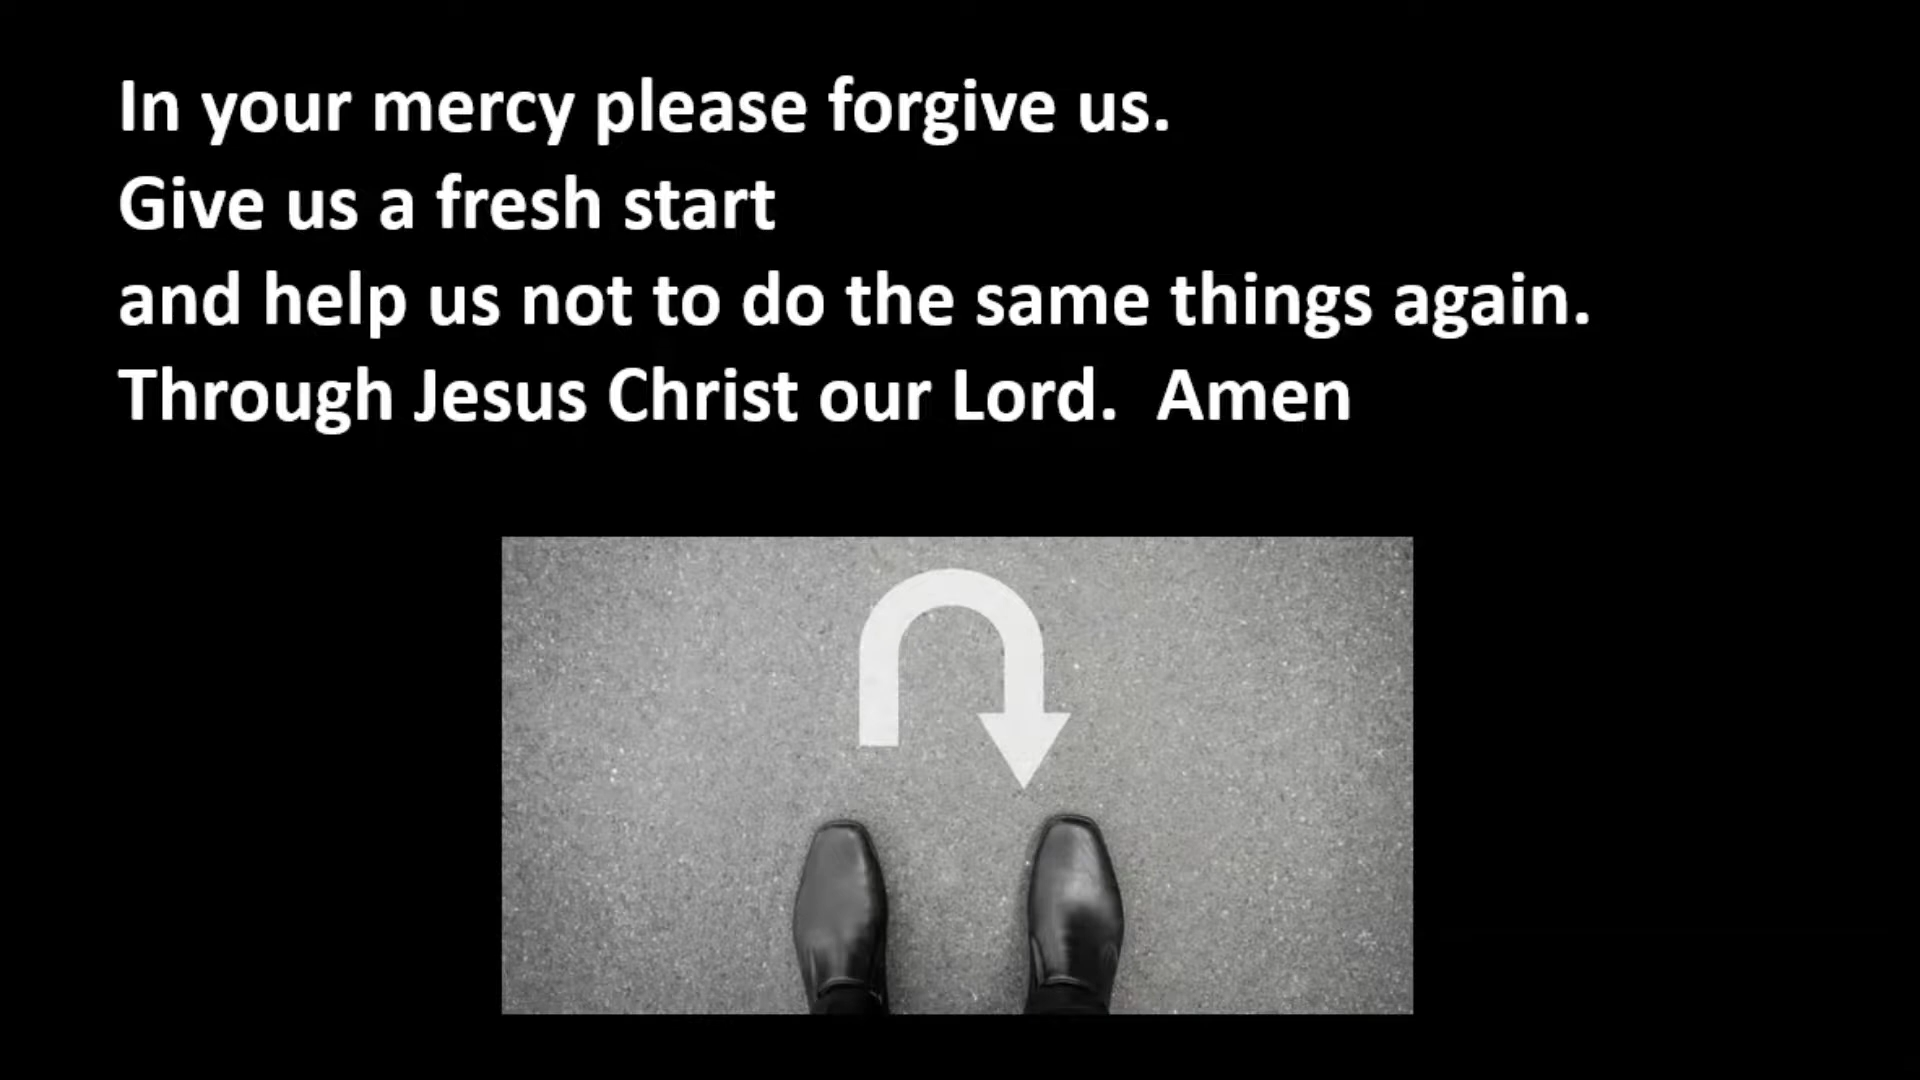 In your mercy please forgive us.
Give us a fresh start
and help us not to do the same things again.
Through Jesus Christ our Lord.  Amen